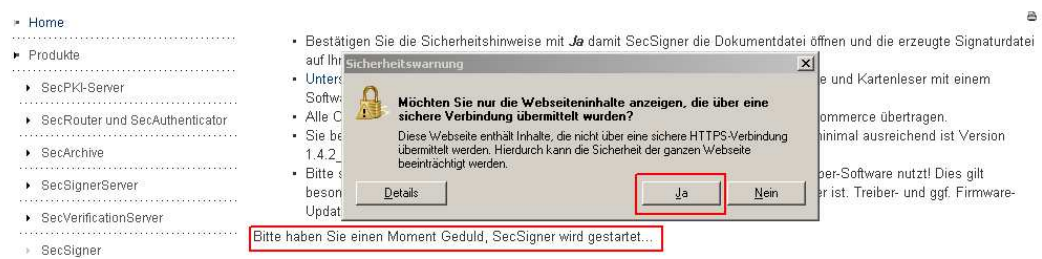 Home
Produkte
SecPKI-Server
SecRouter und SecAuthenticator
SecArchive
SecSignerServer
SecVerificationServer
SecSigner
Bestätigen Sie die Sicherheitshinweise mit Ja damit SecSigner die Dokumentdatei öffnen und die erzeugte Signaturdatei
auf Ihr
Unters e und Kartenleser mit einem
Softwa
Alle C ommerce übertragen.
Sie be minimal ausreichend ist Version
1.4.2_
Bitte s ber-Software nutzt! Dies gilt
beson er ist. Treiber- und ggf. Firmware-
Updat
Sicherheitswarnung
Möchten Sie nur die Webseiteninhalte anzeigen, die über eine
sichere Verbindung übermittelt wurden?
Diese Webseite enthält Inhalte, die nicht über eine sichere HTTPS-Verbindung
übermittelt werden. Hierdurch kann die Sicherheit der ganzen Webseite
beeinträchtigt werden.
Details Ja Nein
Bitte haben Sie einen Moment Geduld, SecSigner wird gestartet...